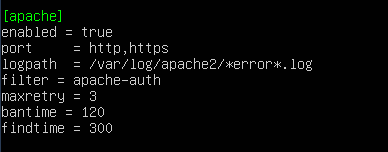 [apache]
enabled = true
port     = http,https
logpath  = /var/log/apache2/*error*.log
filter = apache-auth
maxretry = 3
bantime = 120
findtime = 300